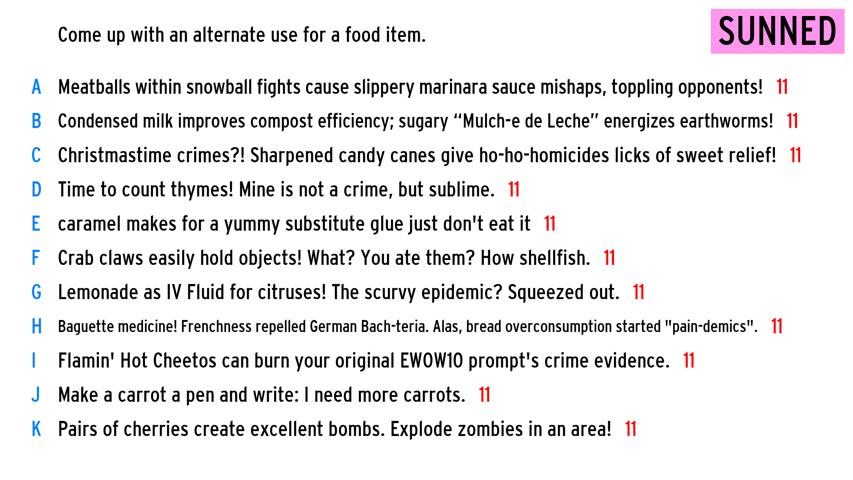 Come up with an alternate use for a food item.
SUNNED
A Meatballs within snowball fights cause slippery marinara sauce mishaps, toppling opponents! 11
B Condensed milk improves compost efficiency; sugary “Mulch-e de Leche” energizes earthworms! 11
C Christmastime crimes?! Sharpened candy canes give ho-ho-homicides licks of sweet relief! 11
D Time to count thymes! Mine is not a crime, but sublime. 11
E caramel makes for a yummy substitute glue just don't eat it 11
F Crab claws easily hold objects! What? You ate them? How shellfish. 11
G Lemonade as IV Fluid for citruses! The scurvy epidemic? Squeezed out. 11
H Baguette medicine! Frenchness repelled German Bach-teria. Alas, bread overconsumption started "pain-demics". 11
I Flamin' Hot Cheetos can burn your original EWOW10 prompt's crime evidence. 11
J Make a carrot a pen and write: I need more carrots. 11
K Pairs of cherries create excellent bombs. Explode zombies in an area! 11